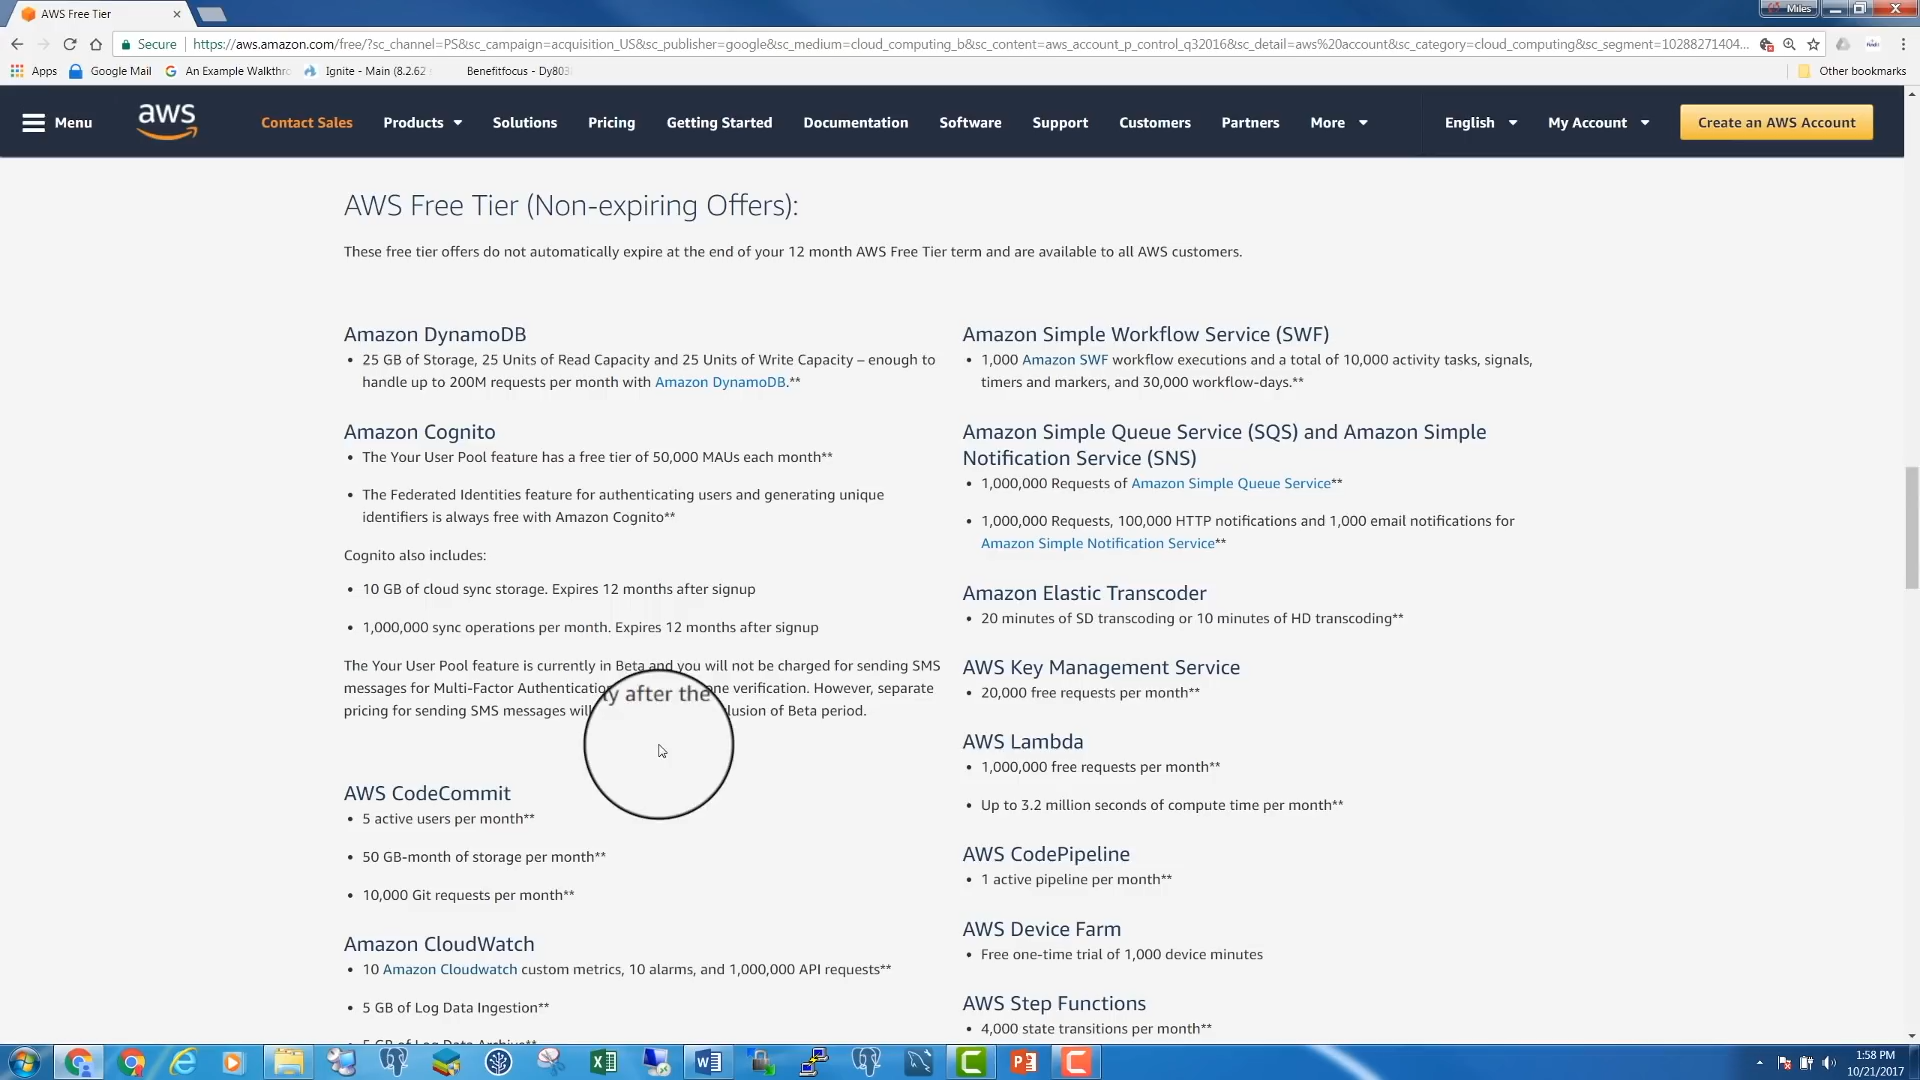 AWS Free Tier
Miles
Secure https://aws.amazon.com/free/?sc_channel=PS&sc_campaign=acquisition_US&sc_publisher=google&sc_medium=cloud_computing_b&sc_content=aws_account_p_control_q32016&sc_detail=aws%20account&sc_category=cloud_computing&sc_segment=10288271404...
Apps Google Mail An Example Walkthro Ignite - Main (8.2.62 Benefitfocus - Dy803 Other bookmarks
Menu aws Contact Sales Products Solutions Pricing Getting Started Documentation Software Support Customers Partners More English My Account Create an AWS Account
AWS Free Tier (Non-expiring Offers):
These free tier offers do not automatically expire at the end of your 12 month AWS Free Tier term and are available to all AWS customers.
Amazon DynamoDB
• 25 GB of Storage, 25 Units of Read Capacity and 25 Units of Write Capacity – enough to
handle up to 200M requests per month with Amazon DynamoDB.**
Amazon Cognito
• The Your User Pool feature has a free tier of 50,000 MAUs each month**
• The Federated Identities feature for authenticating users and generating unique
identifiers is always free with Amazon Cognito**
Cognito also includes:
• 10 GB of cloud sync storage. Expires 12 months after signup
• 1,000,000 sync operations per month. Expires 12 months after signup
The Your User Pool feature is currently in Beta and you will not be charged for sending SMS
messages for Multi-Factor Authenticatio ne verification. However, separate
ly after the
pricing for sending SMS messages will lusion of Beta period.
AWS CodeCommit
• 5 active users per month**
• 50 GB-month of storage per month**
• 10,000 Git requests per month**
Amazon CloudWatch
• 10 Amazon Cloudwatch custom metrics, 10 alarms, and 1,000,000 API requests**
• 5 GB of Log Data Ingestion**
• 5 GB of Log Data Archive**
Amazon Simple Workflow Service (SWF)
• 1,000 Amazon SWF workflow executions and a total of 10,000 activity tasks, signals,
timers and markers, and 30,000 workflow-days.**
Amazon Simple Queue Service (SQS) and Amazon Simple
Notification Service (SNS)
• 1,000,000 Requests of Amazon Simple Queue Service**
• 1,000,000 Requests, 100,000 HTTP notifications and 1,000 email notifications for
Amazon Simple Notification Service**
Amazon Elastic Transcoder
• 20 minutes of SD transcoding or 10 minutes of HD transcoding**
AWS Key Management Service
• 20,000 free requests per month**
AWS Lambda
• 1,000,000 free requests per month**
• Up to 3.2 million seconds of compute time per month**
AWS CodePipeline
• 1 active pipeline per month**
AWS Device Farm
• Free one-time trial of 1,000 device minutes
AWS Step Functions
• 4,000 state transitions per month**
1:58 PM
10/21/2017